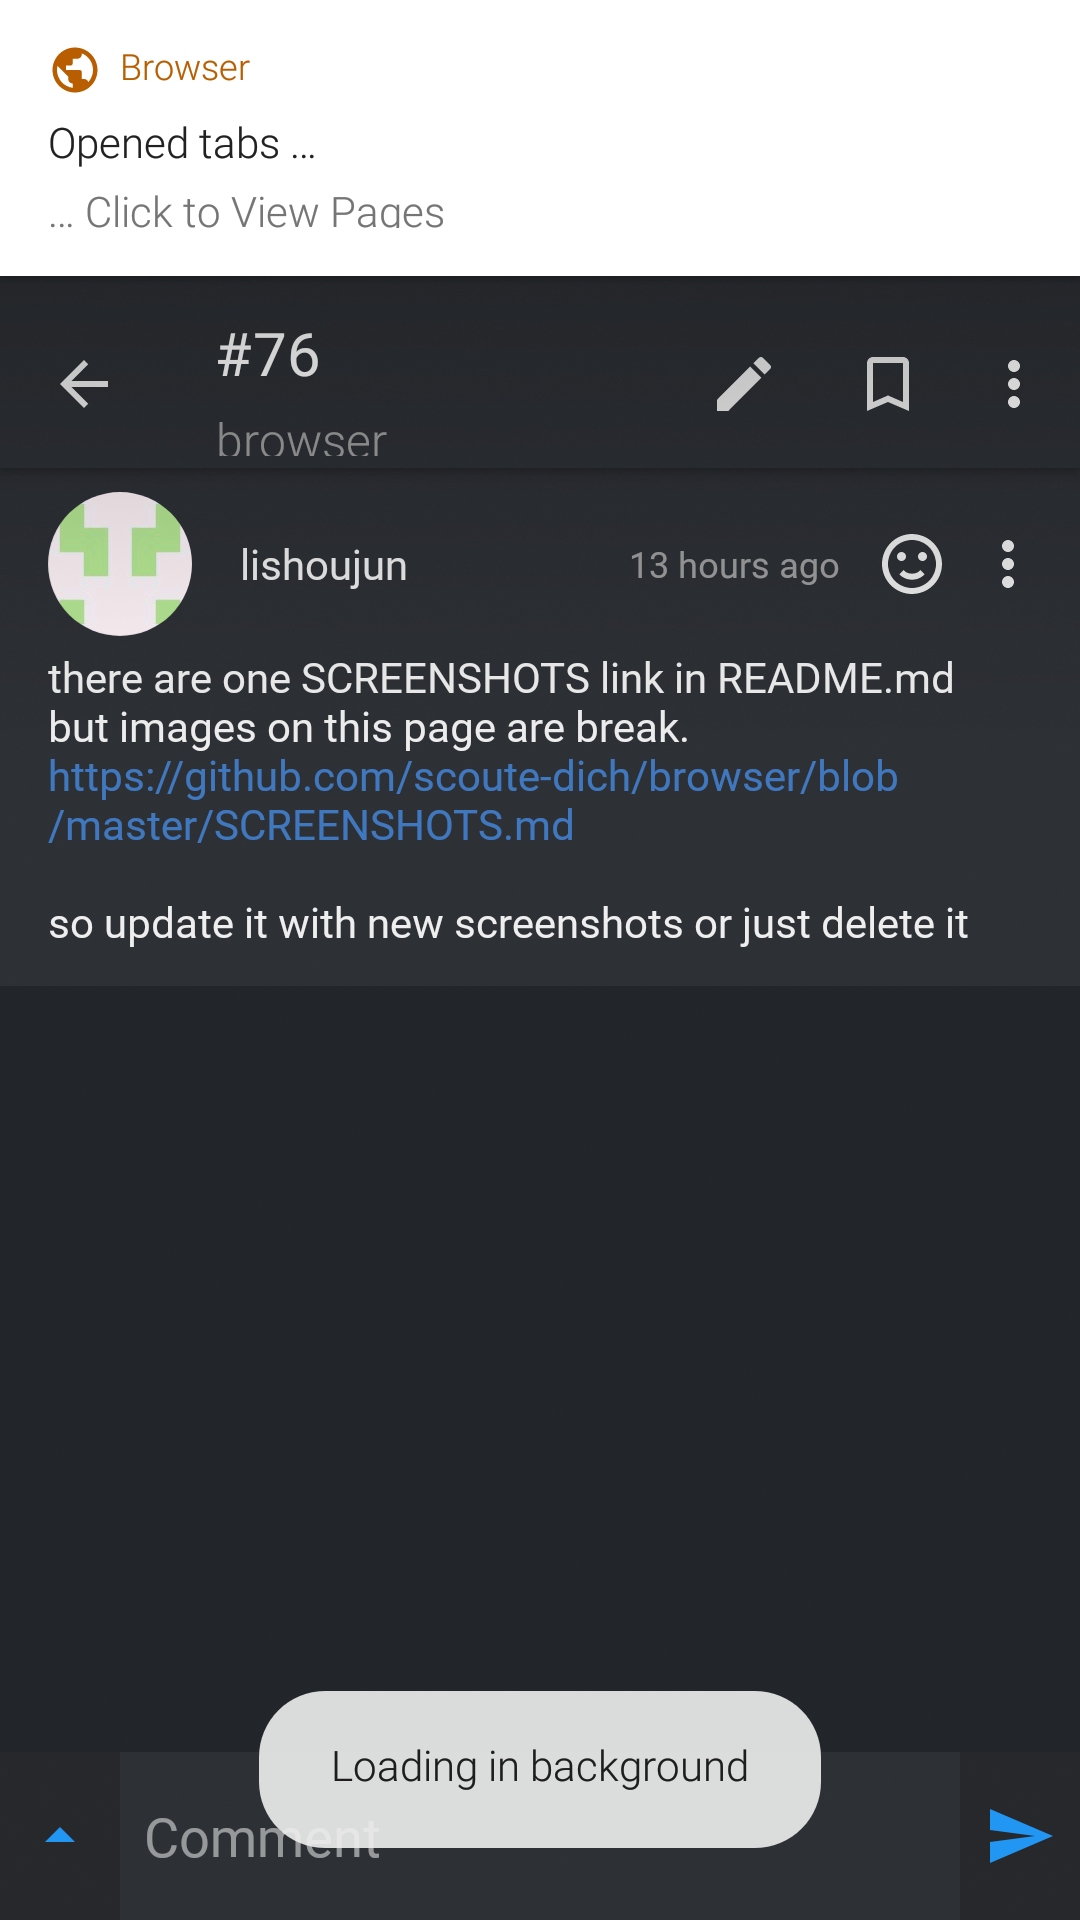 Browser
Opened tabs ...
... Click to View Pages
#76
browser
lishoujun
13 hours ago
there are one SCREENSHOTS link in README.md
but images on this page are break.
https://github.com/scoute-dich/browser/blob
/master/SCREENSHOTS.md
so update it with new screenshots or just delete it
Loading in background
Comment